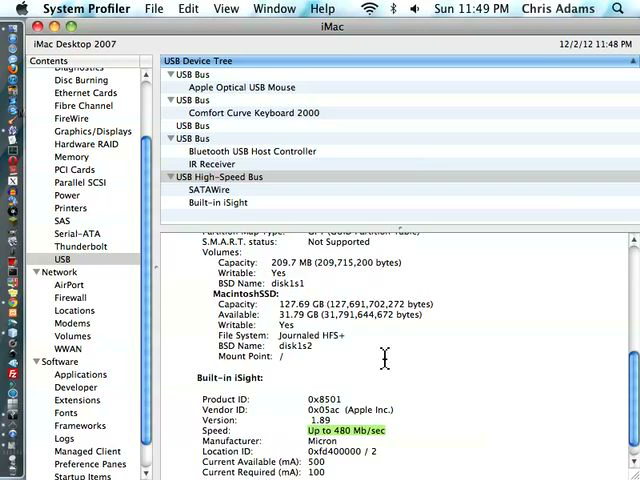 System Profiler File Edit View Window Help Sun 11:49 PM Chris Adams
iMac
iMac Desktop 2007 12/2/12 11:48 PM
Contents
Diagnostics
Disc Burning
Ethernet Cards
Fibre Channel
FireWire
Graphics/Displays
Hardware RAID
Memory
PCI Cards
Parallel SCSI
Power
Printers
SAS
Serial-ATA
Thunderbolt
USB
Network
AirPort
Firewall
Locations
Modems
Volumes
WWAN
Software
Applications
Developer
Extensions
Fonts
Frameworks
Logs
Managed Client
Preference Panes
Startup Items
USB Device Tree
USB Bus
Apple Optical USB Mouse
USB Bus
Comfort Curve Keyboard 2000
USB Bus
USB Bus
Bluetooth USB Host Controller
IR Receiver
USB High-Speed Bus
SATAWire
Built-in iSight
Partition Map Type: GPT (GUID Partition Table)
S.M.A.R.T. status: Not Supported
Volumes:
Capacity: 209.7 MB (209,715,200 bytes)
Writable: Yes
BSD Name: disk1s1
MacintoshSSD:
Capacity: 127.69 GB (127,691,702,272 bytes)
Available: 31.79 GB (31,791,644,672 bytes)
Writable: Yes
File System: Journaled HFS+
BSD Name: disk1s2
Mount Point: /
Built-in iSight:
Product ID: 0x8501
Vendor ID: 0x05ac (Apple Inc.)
Version: 1.89
Speed: Up to 480 Mb/sec
Manufacturer: Micron
Location ID: 0xfd400000 / 2
Current Available (mA): 500
Current Required (mA): 100